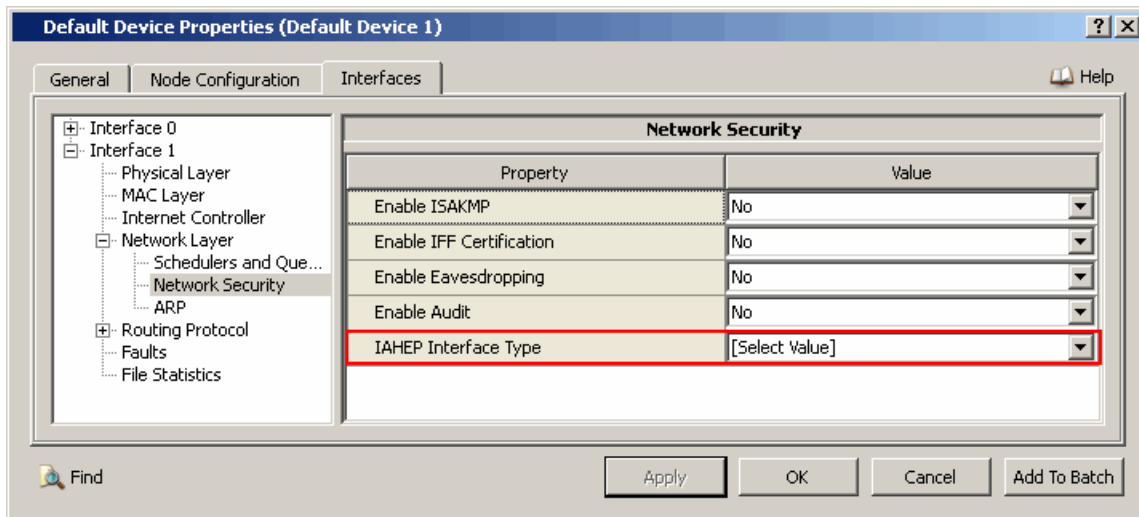 Default Device Properties (Default Device 1)
General
Node Configuration
Interfaces
Help
Interface 0
Interface 1
Physical Layer
MAC Layer
Internet Controller
Network Layer
Schedulers and Que...
Network Security
ARP
Routing Protocol
Faults
File Statistics
Network Security
Property Value
Enable ISAKMP No
Enable IFF Certification No
Enable Eavesdropping No
Enable Audit No
IAHEP Interface Type [Select Value]
Find
Apply
OK
Cancel
Add To Batch